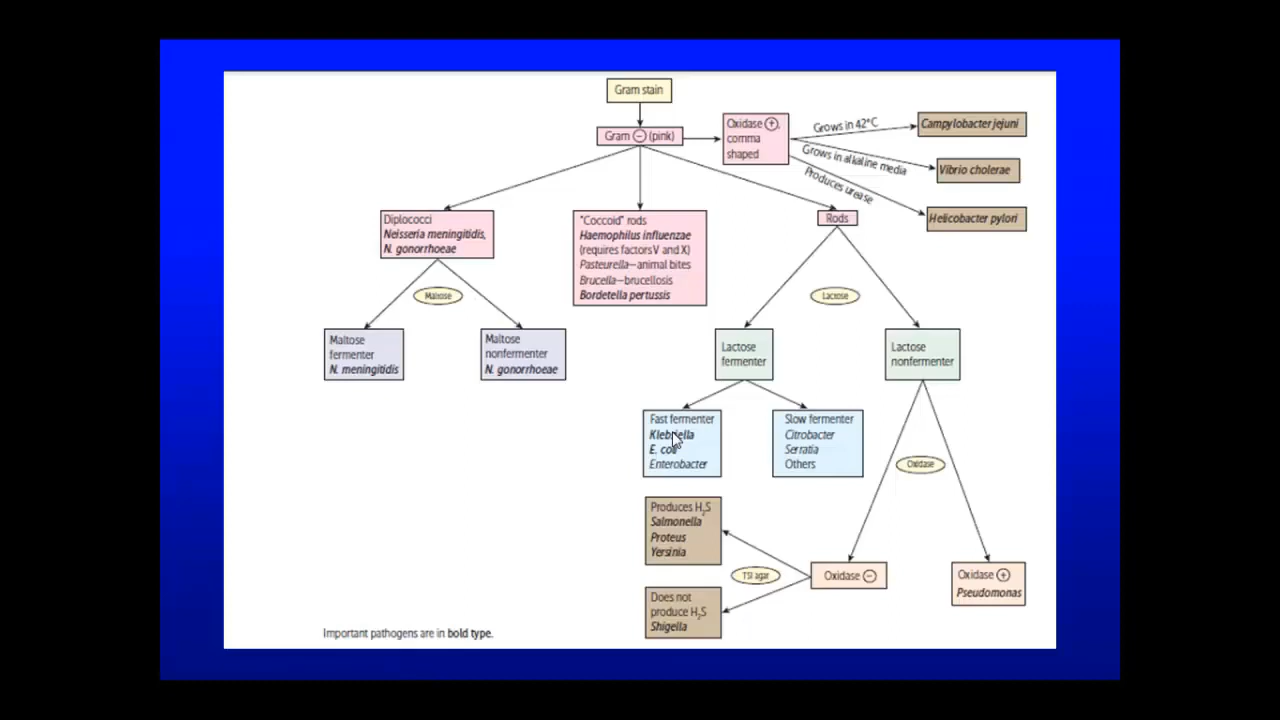 Gram stain
Gram ⊖ (pink)
Oxidase ⊕,
comma
shaped
Grows in 42°C
Grows in alkaline media
Produces urease
Campylobacter jejuni
Vibrio cholerae
Helicobacter pylori
Diplococci
Neisseria meningitidis,
N. gonorrhoeae
"Coccoid" rods
Haemophilus influenzae
(requires factors V and X)
Pasteurella—animal bites
Brucella—brucellosis
Bordetella pertussis
Rods
Maltose
Lactose
Maltose
fermenter
N. meningitidis
Maltose
nonfermenter
N. gonorrhoeae
Lactose
fermenter
Lactose
nonfermenter
Fast fermenter
Klebsiella
E. coli
Enterobacter
Slow fermenter
Citrobacter
Serratia
Others
Oxidase
Produces H₂S
Salmonella
Proteus
Yersinia
TSI agar
Oxidase ⊖
Oxidase ⊕
Pseudomonas
Does not
produce H₂S
Shigella
Important pathogens are in bold type.